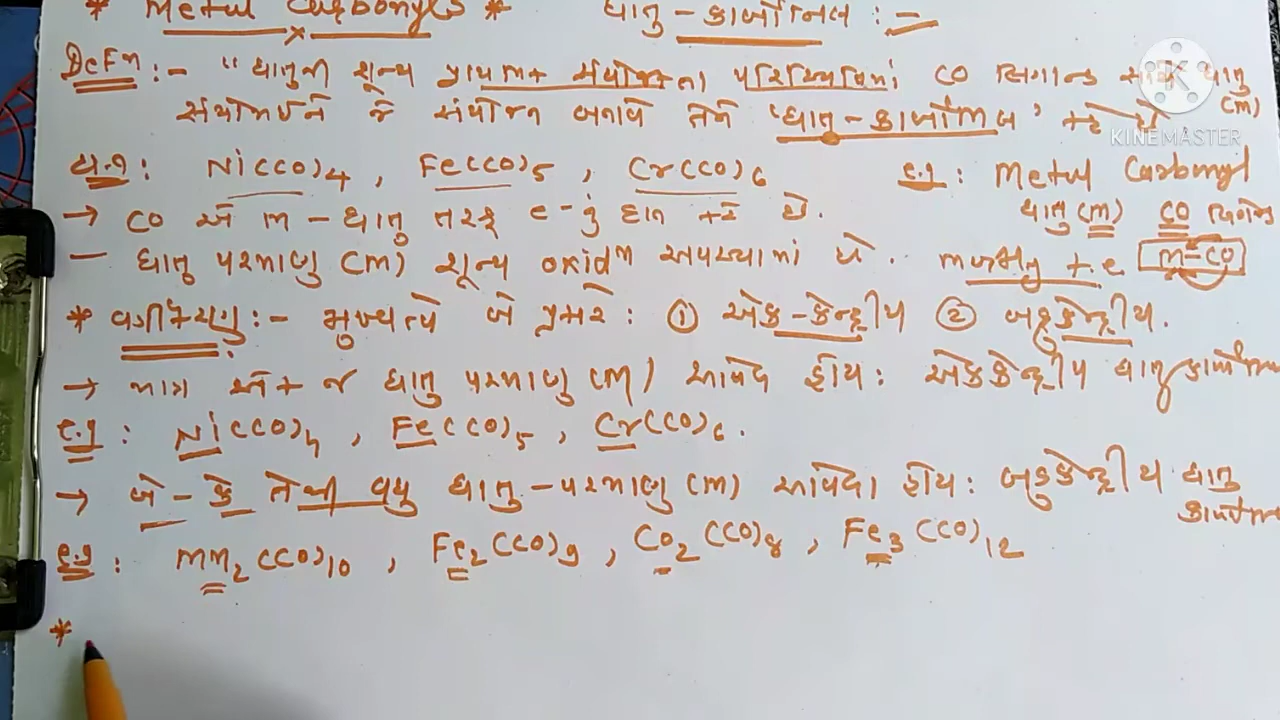 * Metal Carbonyls * ધાતુ - કાર્બોનિલ : -
Defⁿ : - " ધાતુની શૂન્ય પ્રાથમિક સંયોજકતા પરિસ્થિતિમાં CO લિગાન્ડ સાથે ધાતુ (M)
સંયોજાઈને જે સંયોજન બનાવે તેને "ધાતુ - કાર્બોનિલ" કહે છે.
દા.ત : Ni(CO)4 , Fe(CO)5 , Cr(CO)6 e.g : Metal Carbonyl
→ CO એ M - ધાતુ તરફ e- નું દાન કરે છે. ધાતુ (M) CO લિગેન્ડ
— ધાતુ પરમાણુ (M) શૂન્ય oxidⁿ અવસ્થામાં છે. M-CO
* વર્ગીકરણ : - મુખ્યત્વે બે પ્રકારે : ① એક - કેન્દ્રીય ② બહુકેન્દ્રીય.
→ માત્ર એક જ ધાતુ પરમાણુ (M) આવેલ હોય : એકકેન્દ્રીય ધાતુ કાર્બોનિલ
e.g : Ni(CO)4 , Fe(CO)5 , Cr(CO)6 .
→ બે - કે તેથી વધુ ધાતુ - પરમાણુ (M) આવેલા હોય : બહુકેન્દ્રીય ધાતુ કાર્બોનિલ
e.g : Mn2(CO)10 , Fe2(CO)9 , Co2(CO)8 , Fe3(CO)12
*
K
KINEMASTER